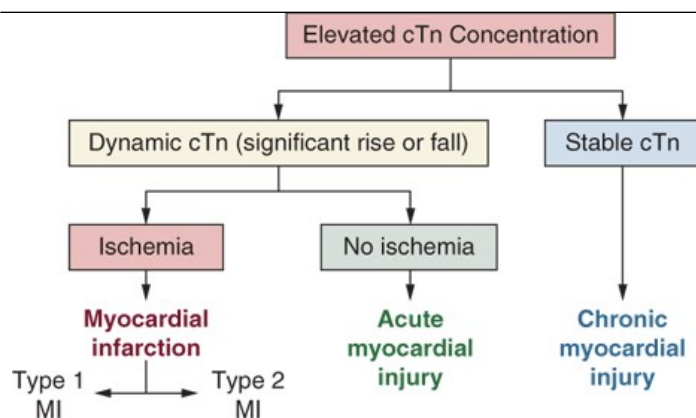 Elevated cTn Concentration
Dynamic cTn (significant rise or fall)
Stable cTn
Ischemia
No ischemia
Myocardial
infarction
Acute
myocardial
injury
Chronic
myocardial
injury
Type 1
MI
Type 2
MI